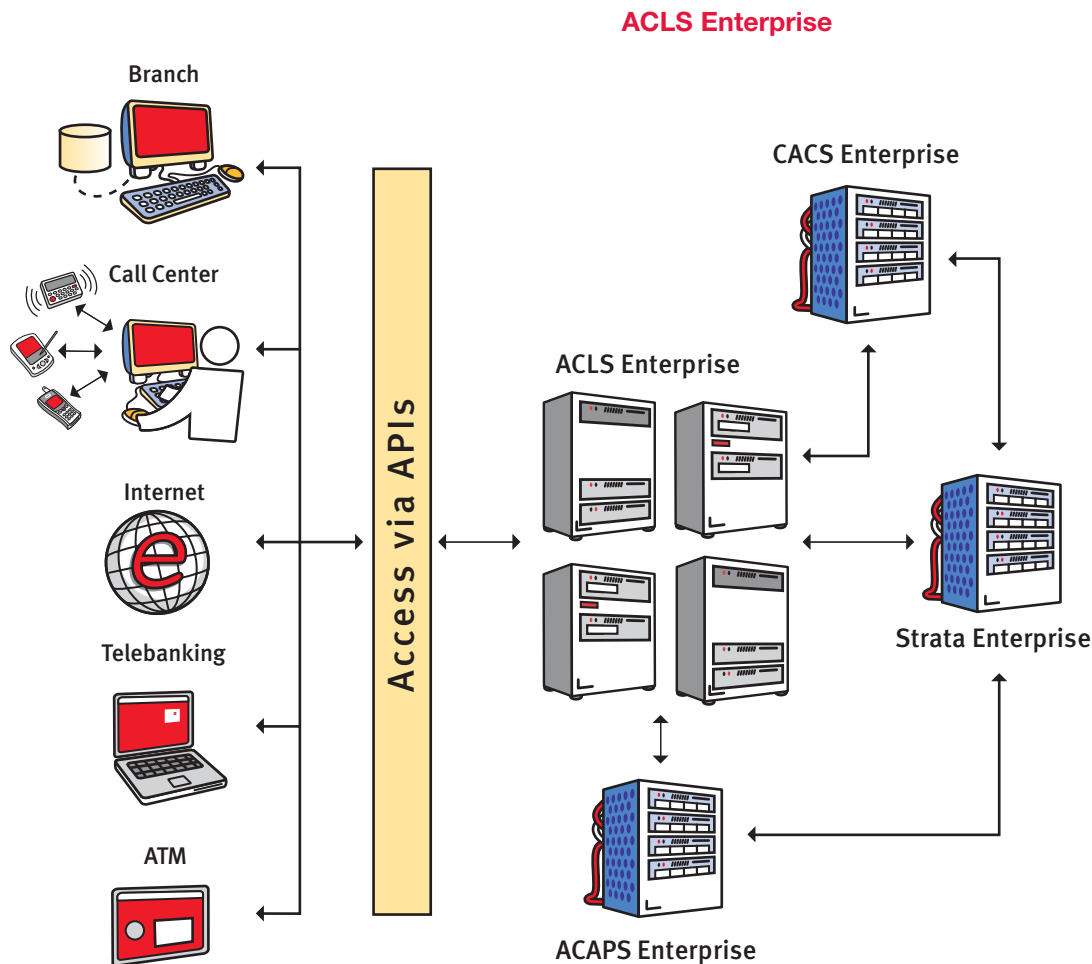 ACLS Enterprise
Branch
Call Center
Internet
e
Telebanking
ATM
Access via APIs
CACS Enterprise
ACLS Enterprise
Strata Enterprise
ACAPS Enterprise